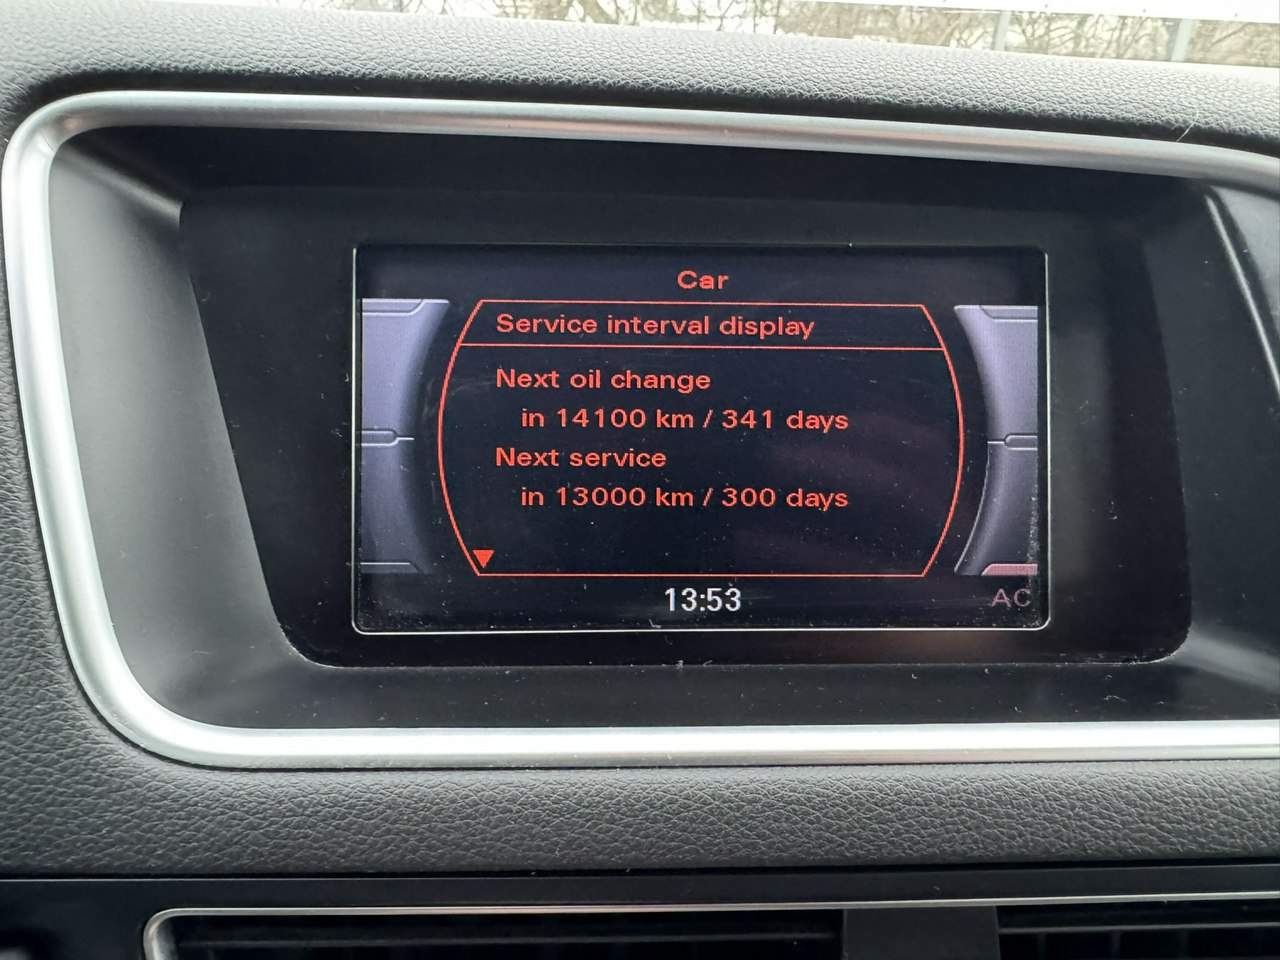 Car
Service interval display
Next oil change
in 14100 km / 341 days
Next service
in 13000 km / 300 days
13:53
AC